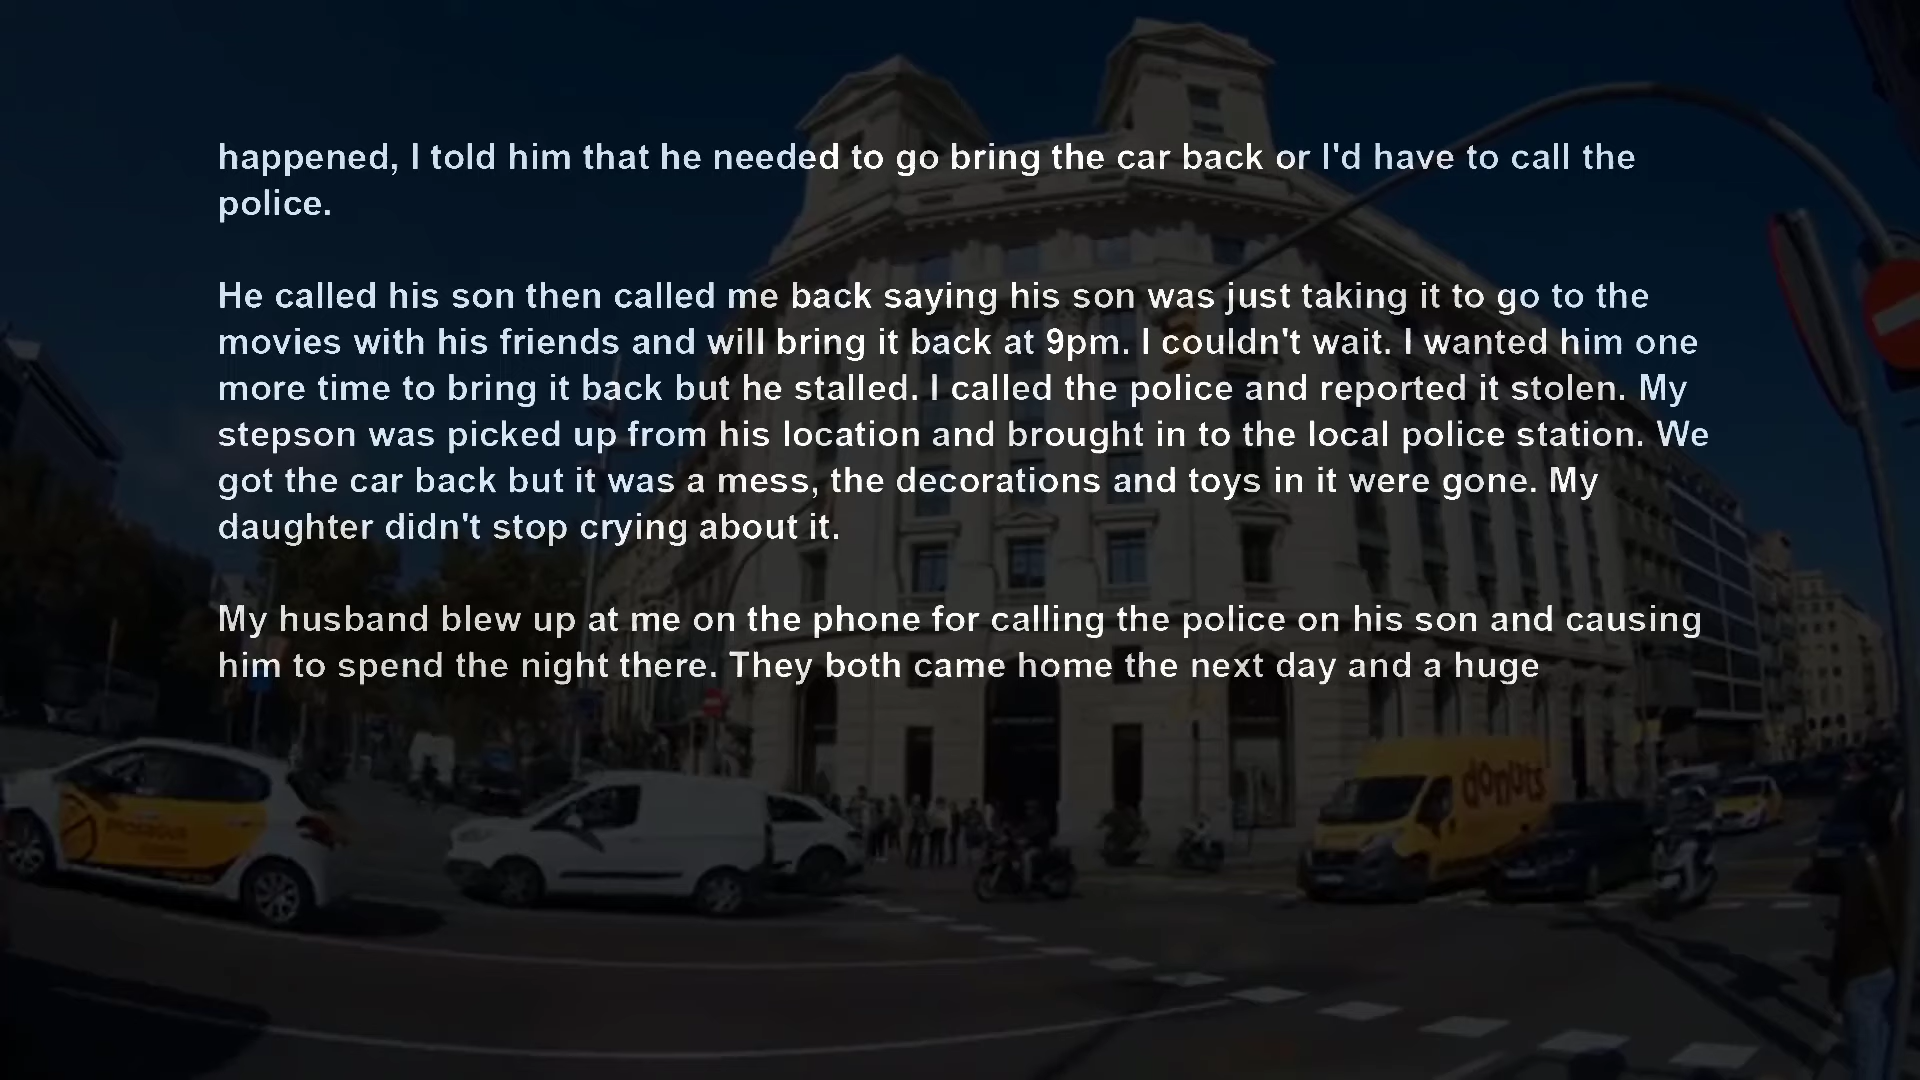 happened, I told him that he needed to go bring the car back or I'd have to call the
police.
He called his son then called me back saying his son was just taking it to go to the
movies with his friends and will bring it back at 9pm. I couldn't wait. I wanted him one
more time to bring it back but he stalled. I called the police and reported it stolen. My
stepson was picked up from his location and brought in to the local police station. We
got the car back but it was a mess, the decorations and toys in it were gone. My
daughter didn't stop crying about it.
My husband blew up at me on the phone for calling the police on his son and causing
him to spend the night there. They both came home the next day and a huge
donuts